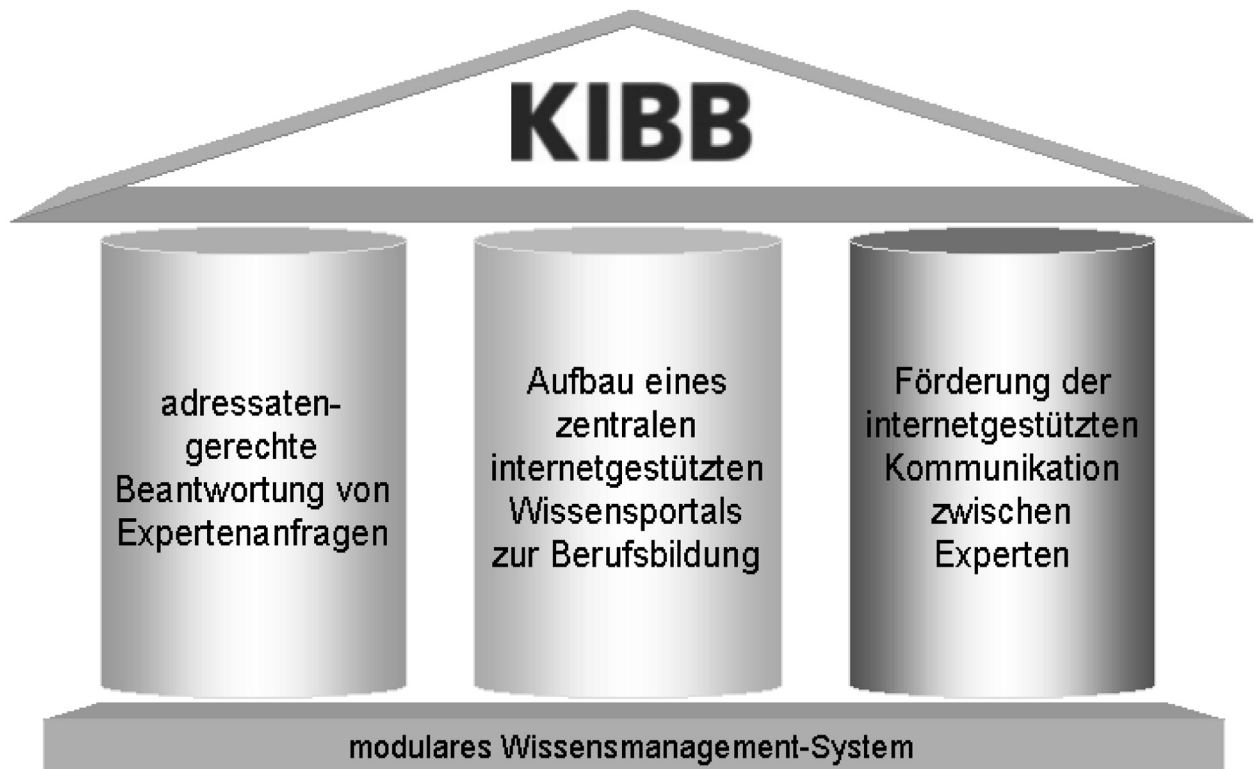 KIBB
adressaten-
gerechte
Beantwortung von
Expertenanfragen
Aufbau eines
zentralen
internetgestützten
Wissensportals
zur Berufsbildung
Förderung der
internetgestützten
Kommunikation
zwischen
Experten
modulares Wissensmanagement-System